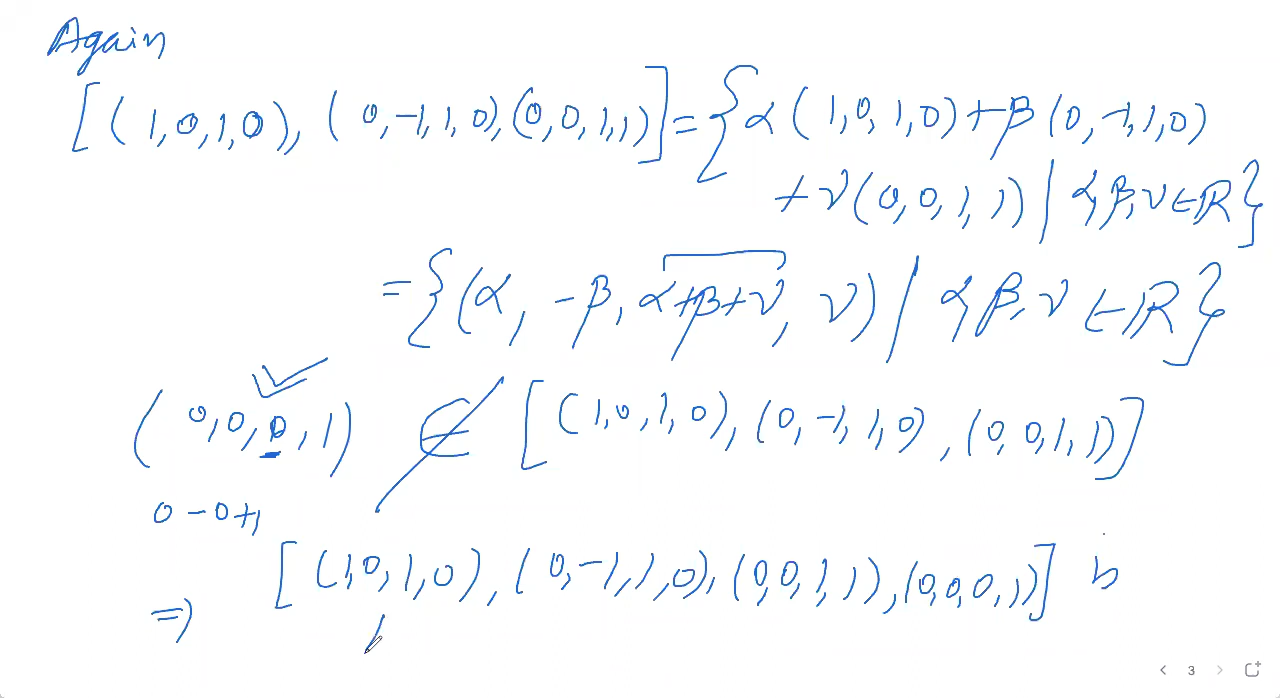 Again
[(1,0,1,0), (0,-1,1,0), (0,0,1,1)] = {α(1,0,1,0)+β(0,-1,1,0)
+ν(0,0,1,1) | α,β,ν ∈ ℝ}
= {(α, -β, α+β+ν, ν) | α,β,ν ∈ ℝ}
(0,0,0,1) ∉ [(1,0,1,0), (0,-1,1,0), (0,0,1,1)]
0-0+1
⇒ [(1,0,1,0), (0,-1,1,0), (0,0,1,1), (0,0,0,1)] b
3